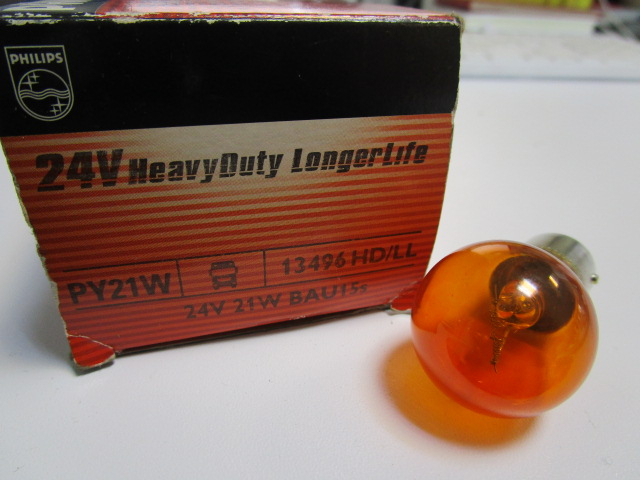 PHILIPS
24V HeavyDuty LongerLife
PY21W
13496 HD/LL
24V 21W BAU15s